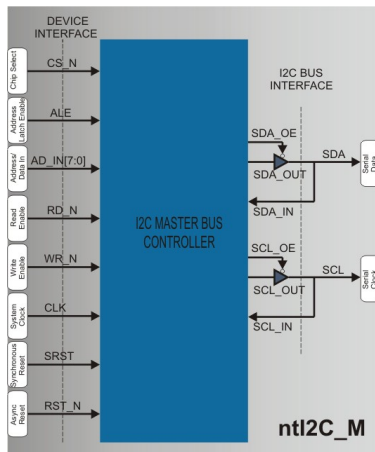 DEVICE
INTERFACE
Chip Select
CS_N
Address
Latch Enable
ALE
Address/
Data In
AD_IN[7:0]
Read
Enable
RD_N
Write
Enable
WR_N
System
Clock
CLK
Synchronous
Reset
SRST
Async
Reset
RST_N
I2C MASTER BUS
CONTROLLER
I2C BUS
INTERFACE
SDA_OE
SDA
SDA_OUT
SDA_IN
Serial
Data
SCL_OE
SCL
SCL_OUT
SCL_IN
Serial
Clock
ntI2C_M